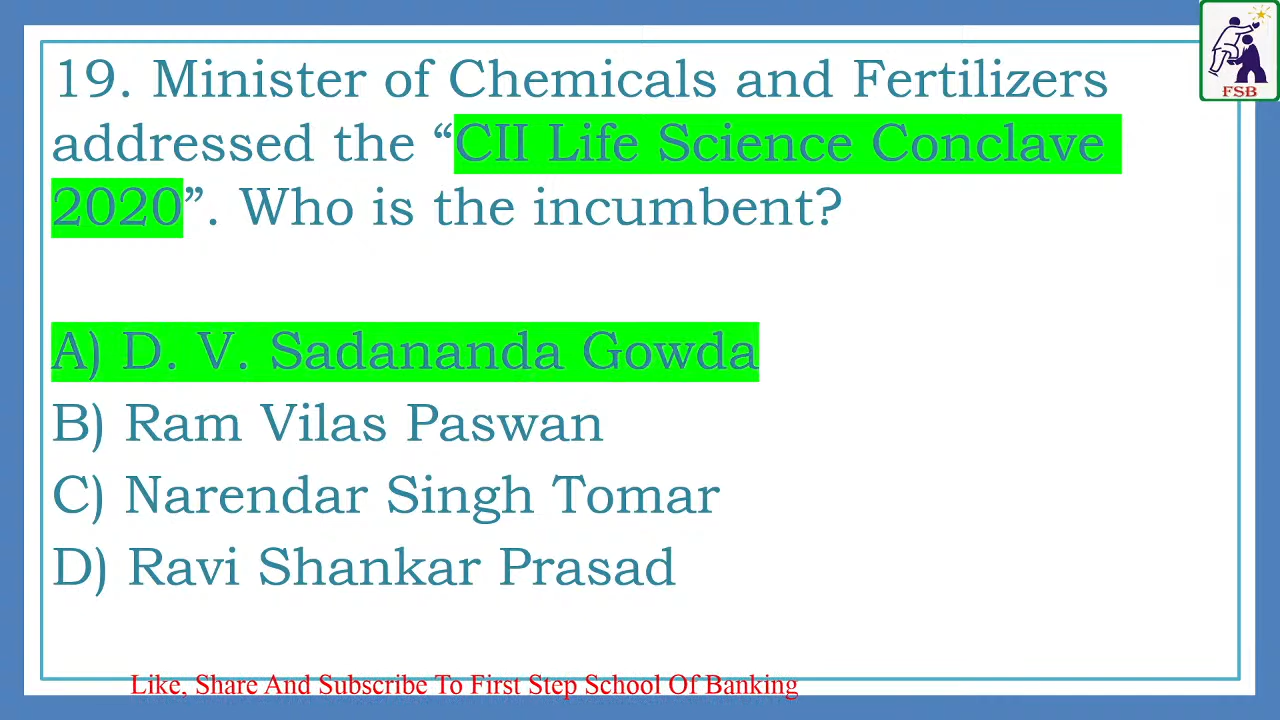 FSB
19. Minister of Chemicals and Fertilizers
addressed the “CII Life Science Conclave
2020”. Who is the incumbent?
A) D. V. Sadananda Gowda
B) Ram Vilas Paswan
C) Narendar Singh Tomar
D) Ravi Shankar Prasad
Like, Share And Subscribe To First Step School Of Banking